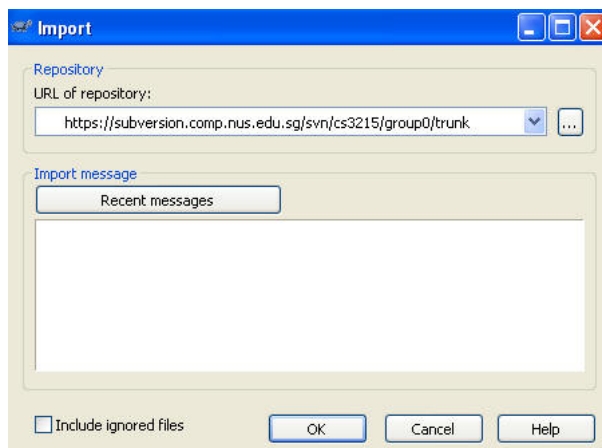 Import
Repository
URL of repository:
https://subversion.comp.nus.edu.sg/svn/cs3215/group0/trunk
...
Import message
Recent messages
Include ignored files
OK
Cancel
Help